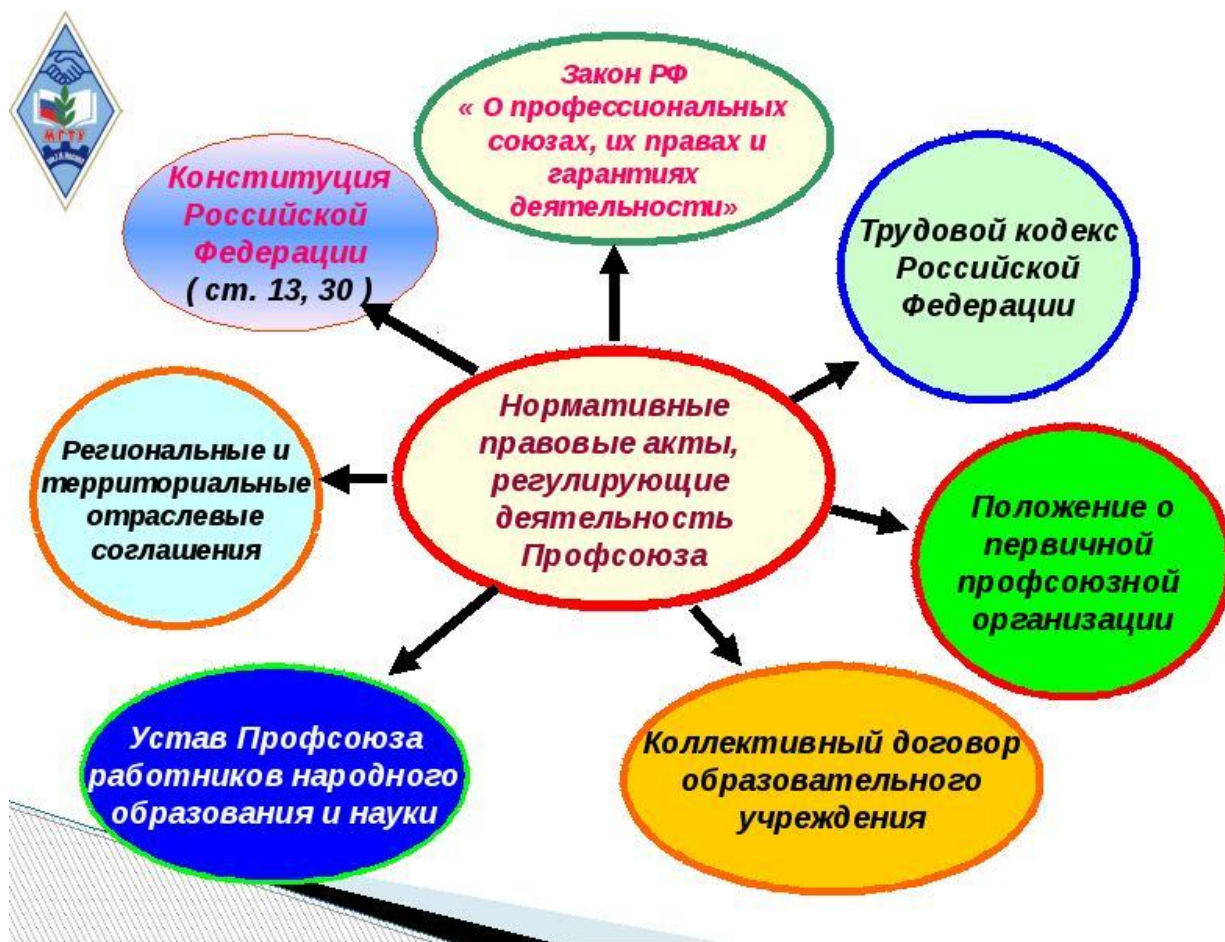 МГТУ
Закон РФ
« О профессиональных
союзах, их правах и
гарантиях
деятельности»
Конституция
Российской
Федерации
( ст. 13, 30 )
Трудовой кодекс
Российской
Федерации
Нормативные
правовые акты,
регулирующие
деятельность
Профсоюза
Региональные и
территориальные
отраслевые
соглашения
Положение о
первичной
профсоюзной
организации
Устав Профсоюза
работников народного
образования и науки
Коллективный договор
образовательного
учреждения